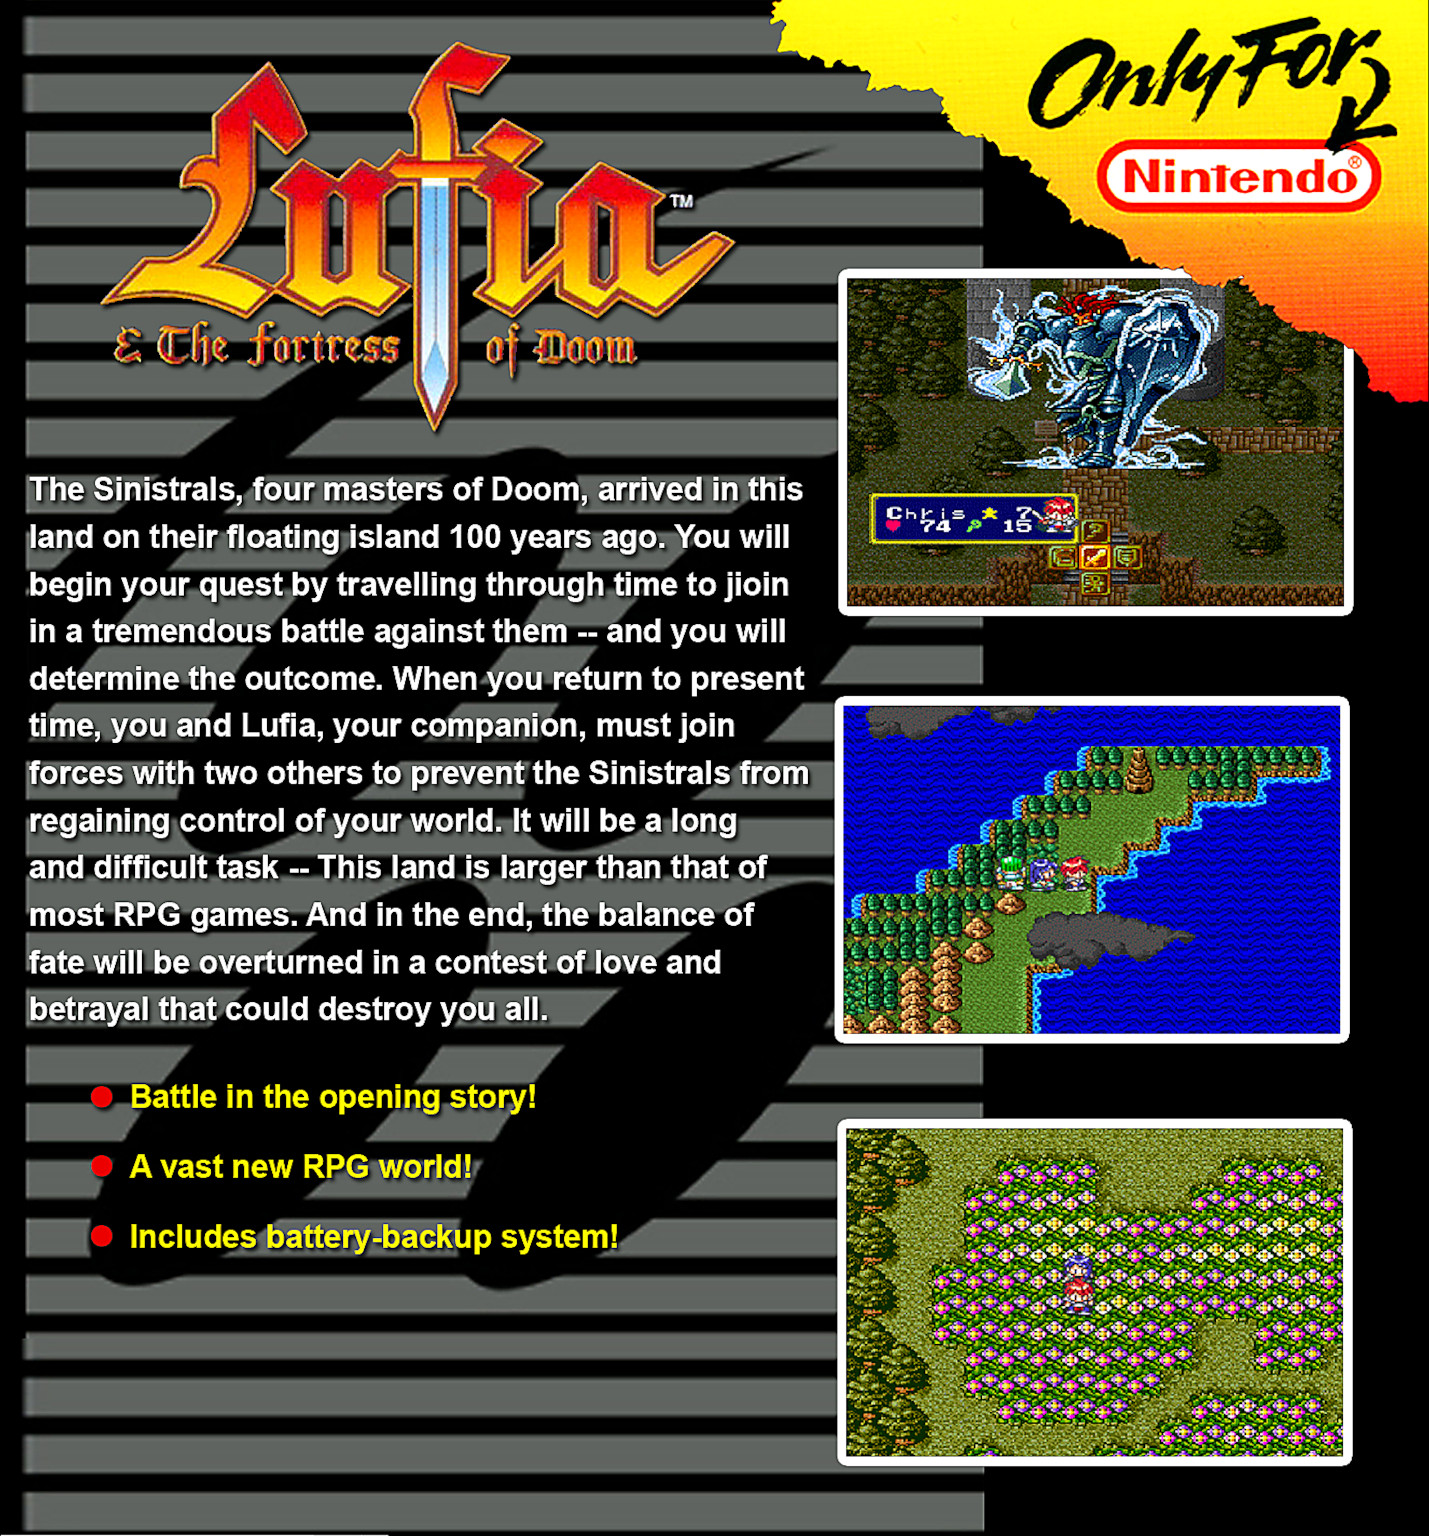 Only For
Nintendo®
Lufia™
& The Fortress of Doom
The Sinistrals, four masters of Doom, arrived in this
land on their floating island 100 years ago. You will
begin your quest by travelling through time to jioin
in a tremendous battle against them -- and you will
determine the outcome. When you return to present
time, you and Lufia, your companion, must join
forces with two others to prevent the Sinistrals from
regaining control of your world. It will be a long
and difficult task -- This land is larger than that of
most RPG games. And in the end, the balance of
fate will be overturned in a contest of love and
betrayal that could destroy you all.
Battle in the opening story!
A vast new RPG world!
Includes battery-backup system!
Chris 7
74 15